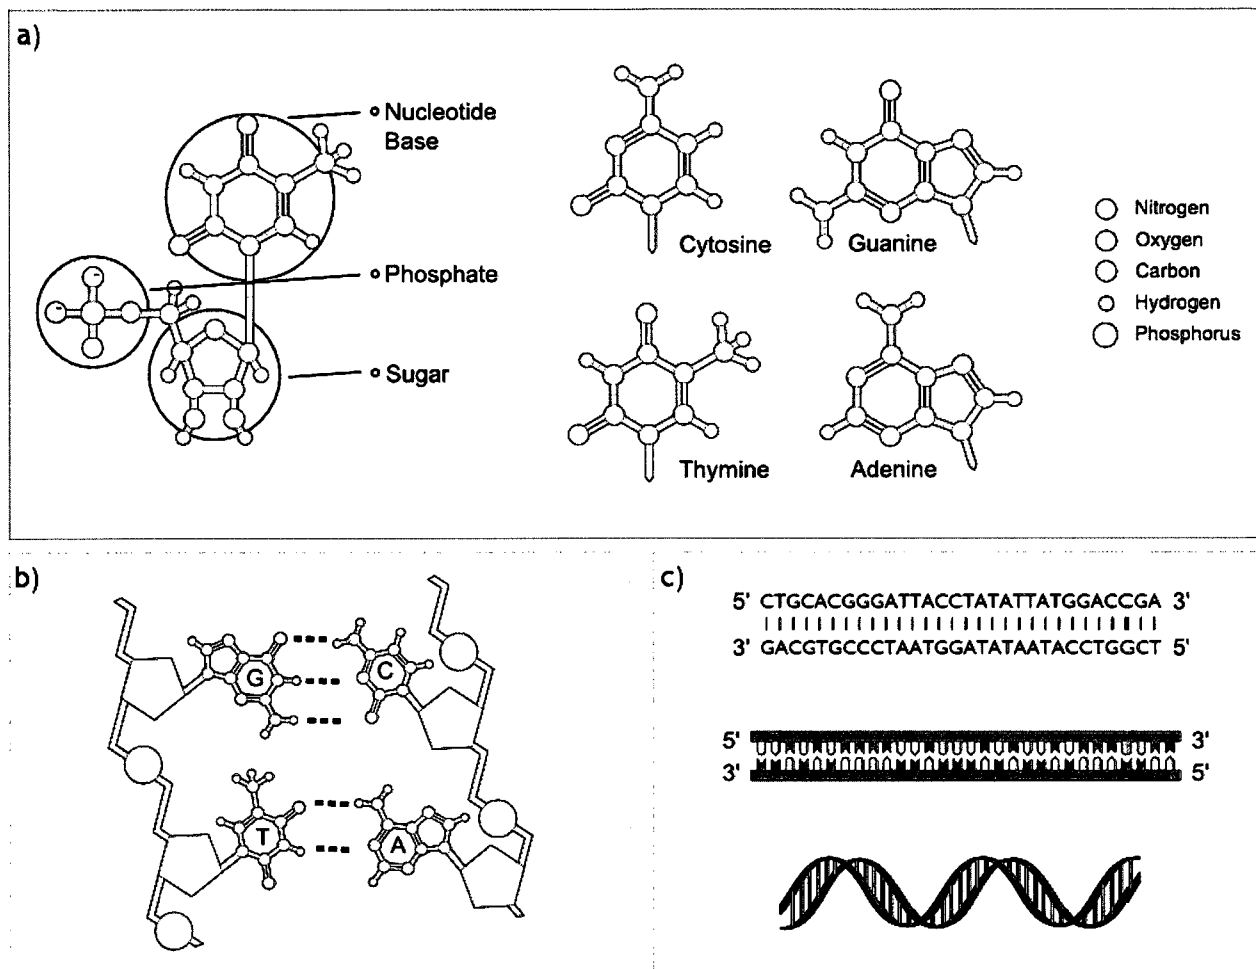 a)
Nucleotide
Base
Phosphate
Sugar
Cytosine
Guanine
Thymine
Adenine
Nitrogen
Oxygen
Carbon
Hydrogen
Phosphorus
b)
G
C
T
A
c)
5' CTGCACGGGATTACCTATATTATGGACCGA 3'
3' GACGTGCCCTAATGGATATAATACCTGGCT 5'
5' 3'
3' 5'